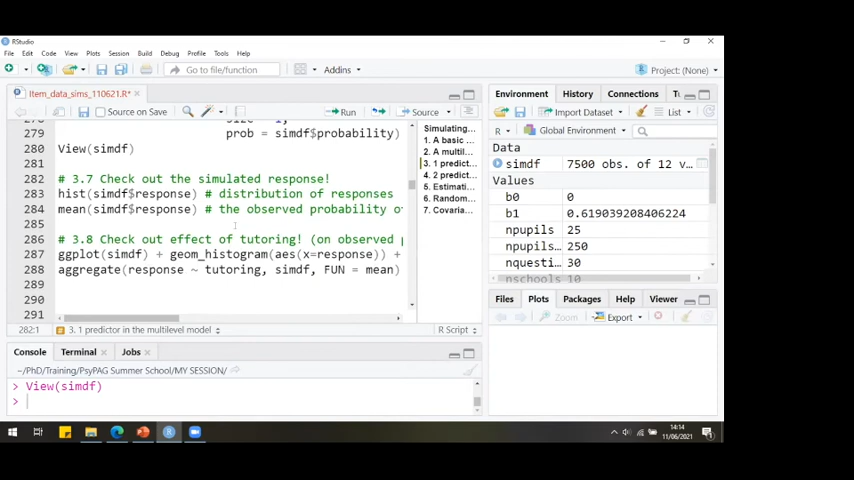 RStudio
File Edit Code View Plots Session Build Debug Profile Tools Help
Go to file/function
Addins
Project: (None)
Item_data_sims_110621.R*
Source on Save
Run
Source
279 prob = simdf$probability)
280 View(simdf)
281
282 # 3.7 Check out the simulated response!
283 hist(simdf$response) # distribution of responses
284 mean(simdf$response) # the observed probability o
285
286 # 3.8 Check out effect of tutoring! (on observed
287 ggplot(simdf) + geom_histogram(aes(x=response)) +
288 aggregate(response ~ tutoring, simdf, FUN = mean)
289
290
291
Simulating...
1. A basic ...
2. A multil...
3. 1 predict...
4. 2 predict...
5. Estimati...
6. Random...
7. Covaria...
282:1
3. 1 predictor in the multilevel model
R Script
Console Terminal Jobs
~/PhD/Training/PsyPAG Summer School/MY SESSION/
> View(simdf)
>
Environment History Connections
Import Dataset
List
R
Global Environment
Data
simdf 7500 obs. of 12 v...
Values
b0 0
b1 0.619039208406224
npupils 25
npupils... 250
nquesti... 30
nschools 10
Files Plots Packages Help Viewer
Zoom
Export
14:14
11/06/2021